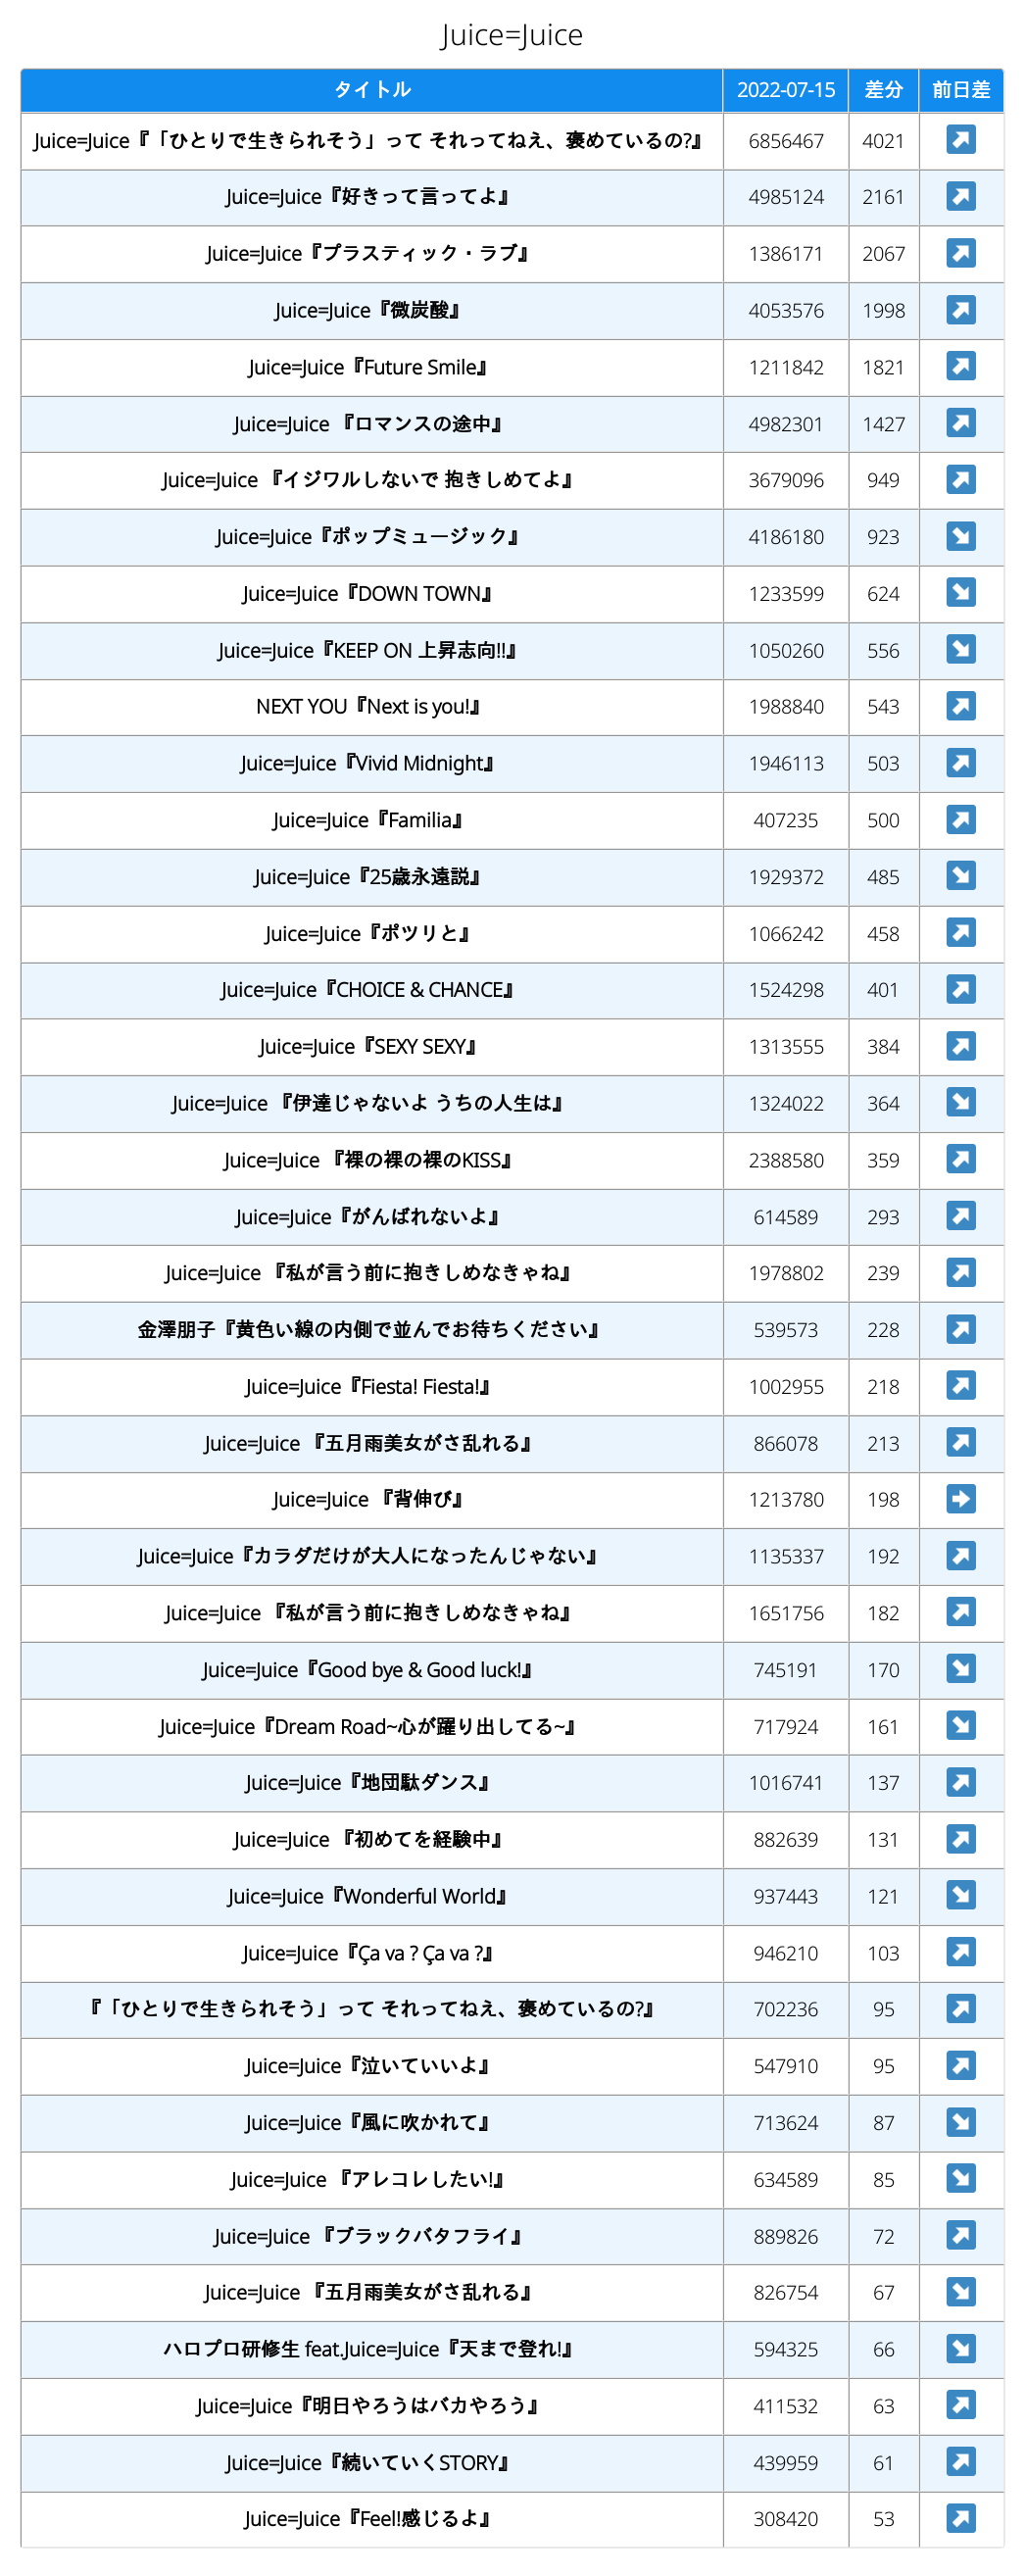 Juice=Juice
タイトル 2022-07-15 差分 前日差
Juice=Juice『「ひとりで生きられそう」って それってねえ、褒めているの?』 6856467 4021
Juice=Juice『好きって言ってよ』 4985124 2161
Juice=Juice『プラスティック・ラブ』 1386171 2067
Juice=Juice『微炭酸』 4053576 1998
Juice=Juice『Future Smile』 1211842 1821
Juice=Juice 『ロマンスの途中』 4982301 1427
Juice=Juice 『イジワルしないで 抱きしめてよ』 3679096 949
Juice=Juice『ポップミュージック』 4186180 923
Juice=Juice『DOWN TOWN』 1233599 624
Juice=Juice『KEEP ON 上昇志向!!』 1050260 556
NEXT YOU『Next is you!』 1988840 543
Juice=Juice『Vivid Midnight』 1946113 503
Juice=Juice『Familia』 407235 500
Juice=Juice『25歳永遠説』 1929372 485
Juice=Juice『ポツリと』 1066242 458
Juice=Juice『CHOICE & CHANCE』 1524298 401
Juice=Juice『SEXY SEXY』 1313555 384
Juice=Juice 『伊達じゃないよ うちの人生は』 1324022 364
Juice=Juice 『裸の裸の裸のKISS』 2388580 359
Juice=Juice『がんばれないよ』 614589 293
Juice=Juice 『私が言う前に抱きしめなきゃね』 1978802 239
金澤朋子『黄色い線の内側で並んでお待ちください』 539573 228
Juice=Juice『Fiesta! Fiesta!』 1002955 218
Juice=Juice 『五月雨美女がさ乱れる』 866078 213
Juice=Juice 『背伸び』 1213780 198
Juice=Juice『カラダだけが大人になったんじゃない』 1135337 192
Juice=Juice 『私が言う前に抱きしめなきゃね』 1651756 182
Juice=Juice『Good bye & Good luck!』 745191 170
Juice=Juice『Dream Road~心が躍り出してる~』 717924 161
Juice=Juice『地団駄ダンス』 1016741 137
Juice=Juice 『初めてを経験中』 882639 131
Juice=Juice『Wonderful World』 937443 121
Juice=Juice『Ça va ? Ça va ?』 946210 103
『「ひとりで生きられそう」って それってねえ、褒めているの?』 702236 95
Juice=Juice『泣いていいよ』 547910 95
Juice=Juice『風に吹かれて』 713624 87
Juice=Juice 『アレコレしたい!』 634589 85
Juice=Juice 『ブラックバタフライ』 889826 72
Juice=Juice 『五月雨美女がさ乱れる』 826754 67
ハロプロ研修生 feat.Juice=Juice『天まで登れ!』 594325 66
Juice=Juice『明日やろうはバカやろう』 411532 63
Juice=Juice『続いていくSTORY』 439959 61
Juice=Juice『Feel!感じるよ』 308420 53